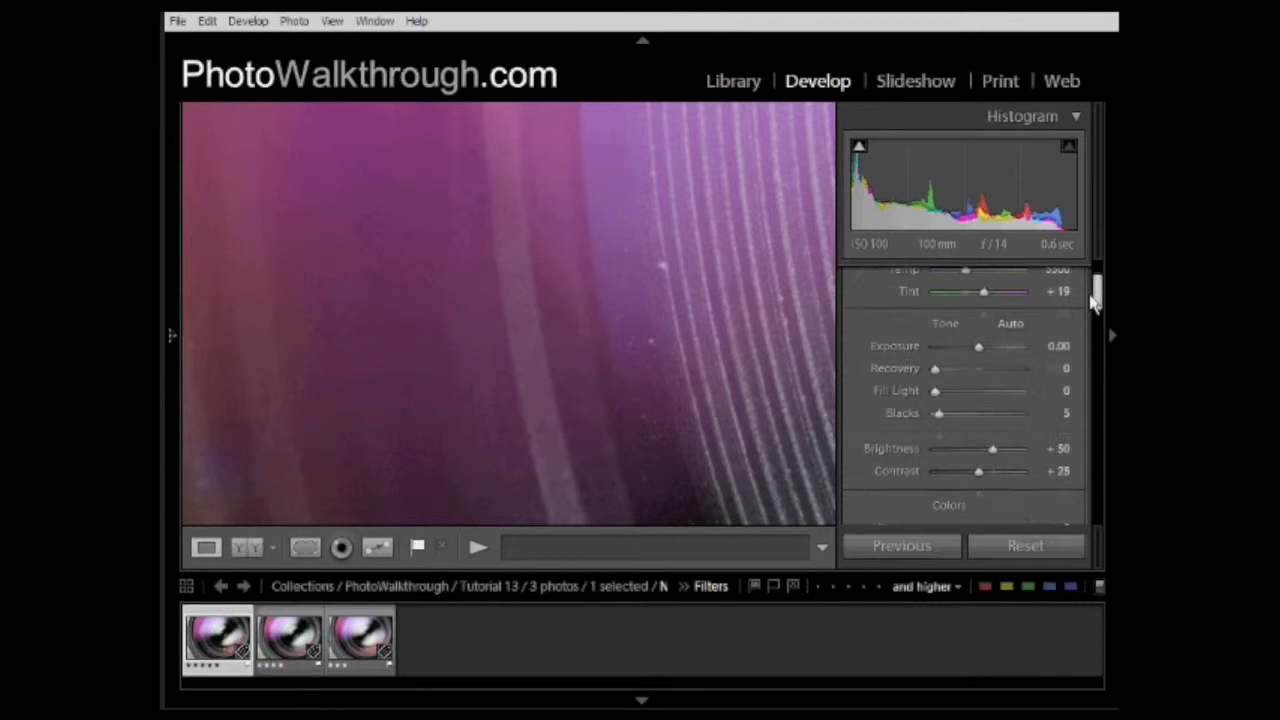 File Edit Develop Photo View Window Help
PhotoWalkthrough.com
Library | Develop | Slideshow | Print | Web
Histogram
ISO 100 100 mm f / 14 0.6 sec
Temp 5500
Tint + 19
Tone Auto
Exposure 0.00
Recovery 0
Fill Light 0
Blacks 5
Brightness + 50
Contrast + 25
Colors
Previous Reset
Collections / PhotoWalkthrough / Tutorial 13 / 3 photos / 1 selected / N >> Filters and higher